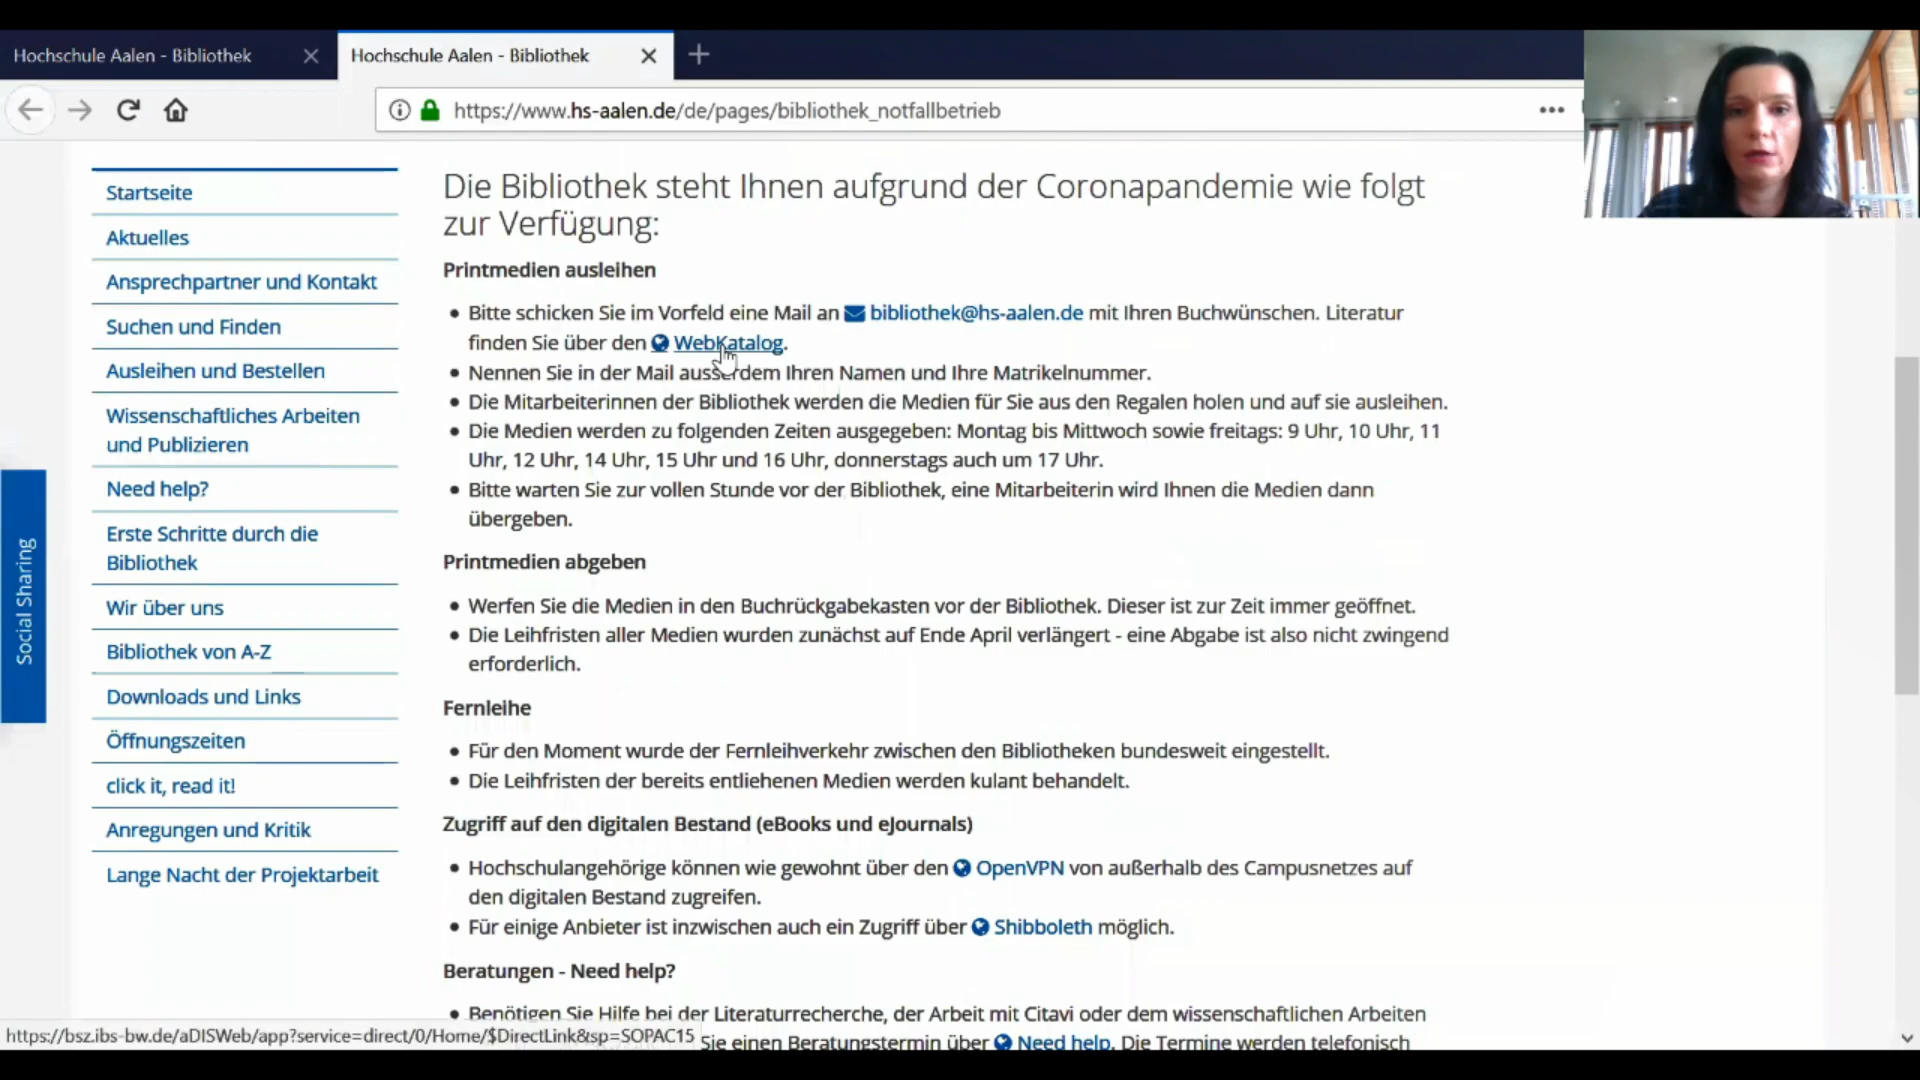 Hochschule Aalen - Bibliothek
Hochschule Aalen - Bibliothek
https://www.hs-aalen.de/de/pages/bibliothek_notfallbetrieb
Startseite
Aktuelles
Ansprechpartner und Kontakt
Suchen und Finden
Ausleihen und Bestellen
Wissenschaftliches Arbeiten
und Publizieren
Need help?
Erste Schritte durch die
Bibliothek
Wir über uns
Bibliothek von A-Z
Downloads und Links
Öffnungszeiten
click it, read it!
Anregungen und Kritik
Lange Nacht der Projektarbeit
Social Sharing
Die Bibliothek steht Ihnen aufgrund der Coronapandemie wie folgt
zur Verfügung:
Printmedien ausleihen
Bitte schicken Sie im Vorfeld eine Mail an bibliothek@hs-aalen.de mit Ihren Buchwünschen. Literatur
finden Sie über den WebKatalog.
Nennen Sie in der Mail ausserdem Ihren Namen und Ihre Matrikelnummer.
Die Mitarbeiterinnen der Bibliothek werden die Medien für Sie aus den Regalen holen und auf sie ausleihen.
Die Medien werden zu folgenden Zeiten ausgegeben: Montag bis Mittwoch sowie freitags: 9 Uhr, 10 Uhr, 11
Uhr, 12 Uhr, 14 Uhr, 15 Uhr und 16 Uhr, donnerstags auch um 17 Uhr.
Bitte warten Sie zur vollen Stunde vor der Bibliothek, eine Mitarbeiterin wird Ihnen die Medien dann
übergeben.
Printmedien abgeben
Werfen Sie die Medien in den Buchrückgabekasten vor der Bibliothek. Dieser ist zur Zeit immer geöffnet.
Die Leihfristen aller Medien wurden zunächst auf Ende April verlängert - eine Abgabe ist also nicht zwingend
erforderlich.
Fernleihe
Für den Moment wurde der Fernleihverkehr zwischen den Bibliotheken bundesweit eingestellt.
Die Leihfristen der bereits entliehenen Medien werden kulant behandelt.
Zugriff auf den digitalen Bestand (eBooks und eJournals)
Hochschulangehörige können wie gewohnt über den OpenVPN von außerhalb des Campusnetzes auf
den digitalen Bestand zugreifen.
Für einige Anbieter ist inzwischen auch ein Zugriff über Shibboleth möglich.
Beratungen - Need help?
Benötigen Sie Hilfe bei der Literaturrecherche, der Arbeit mit Citavi oder dem wissenschaftlichen Arbeiten
Sie einen Beratungstermin über Need help. Die Termine werden telefonisch
https://bsz.ibs-bw.de/aDISWeb/app?service=direct/0/Home/$DirectLink&sp=SOPAC15